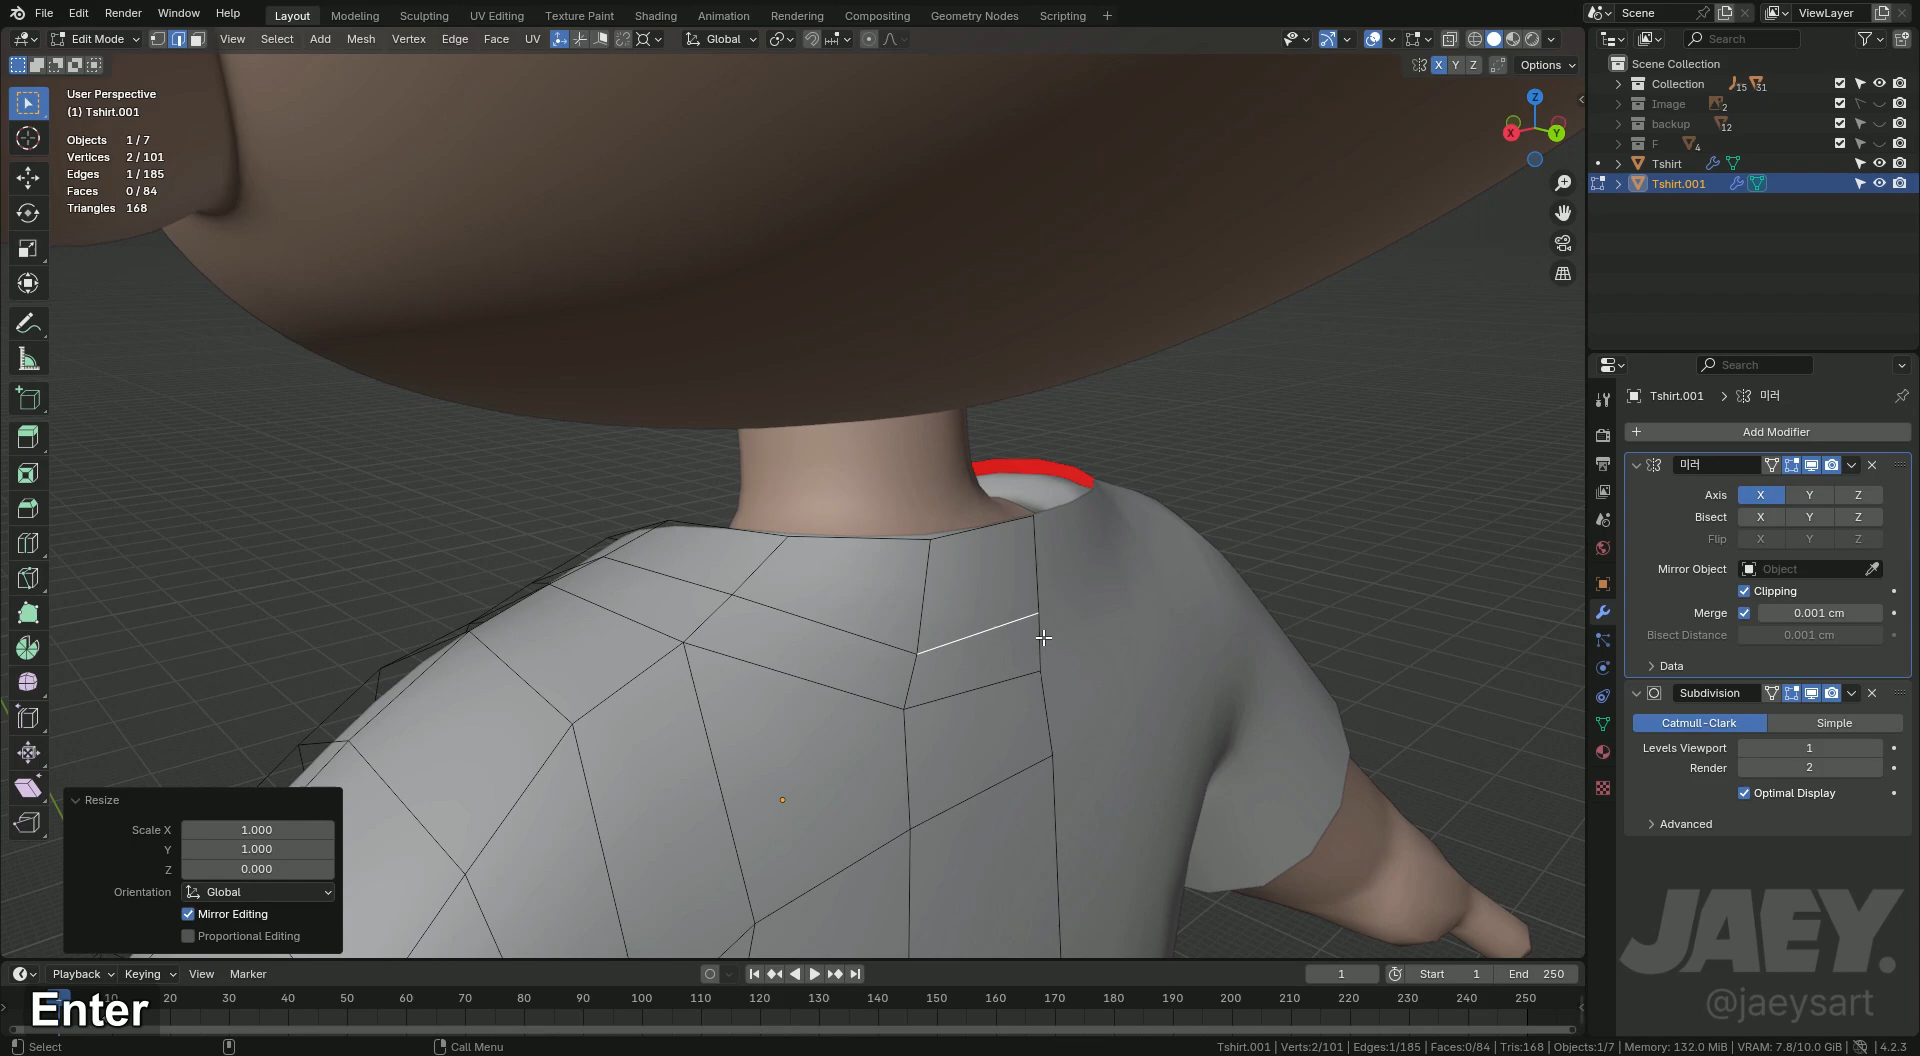 File Edit Render Window Help Layout Modeling Sculpting UV Editing Texture Paint Shading Animation Rendering Compositing Geometry Nodes Scripting + Scene ViewLayer
Edit Mode View Select Add Mesh Vertex Edge Face UV Global Search
X Y Z Options
Scene Collection
Collection 15 31
Image 2
backup 12
F 4
Tshirt
Tshirt.001
User Perspective
(1) Tshirt.001
Objects 1 / 7
Vertices 2 / 101
Edges 1 / 185
Faces 0 / 84
Triangles 168
Z
X Y
Search
Tshirt.001 > 미러
+ Add Modifier
미러
Axis X Y Z
Bisect X Y Z
Flip X Y Z
Mirror Object Object
Clipping
Merge 0.001 cm
Bisect Distance 0.001 cm
Data
Subdivision
Catmull-Clark Simple
Levels Viewport 1
Render 2
Optimal Display
Advanced
Resize
Scale X 1.000
Y 1.000
Z 0.000
Orientation Global
Mirror Editing
Proportional Editing
JAEY.
@jaeysart
Playback Keying View Marker 1 Start 1 End 250
10 20 30 40 50 60 70 80 90 100 110 120 130 140 150 160 170 180 190 200 210 220 230 240 250
Enter
Select Call Menu Tshirt.001 | Verts:2/101 | Edges:1/185 | Faces:0/84 | Tris:168 | Objects:1/7 | Memory: 132.0 MiB | VRAM: 7.8/10.0 GiB | 4.2.3